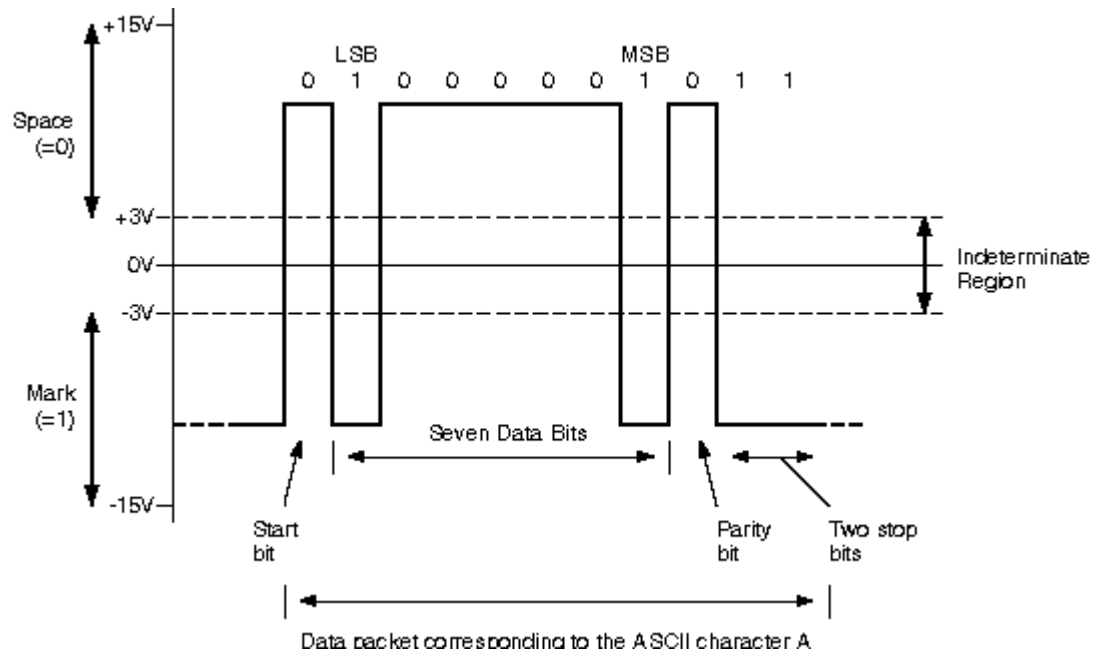 +15V
LSB
MSB
0 1 0 0 0 0 0 1 0 1 1
Space
(=0)
+3V
0V
Indeterminate
Region
-3V
Mark
(=1)
Seven Data Bits
-15V
Start
bit
Parity
bit
Two stop
bits
Data packet corresponding to the ASCII character A